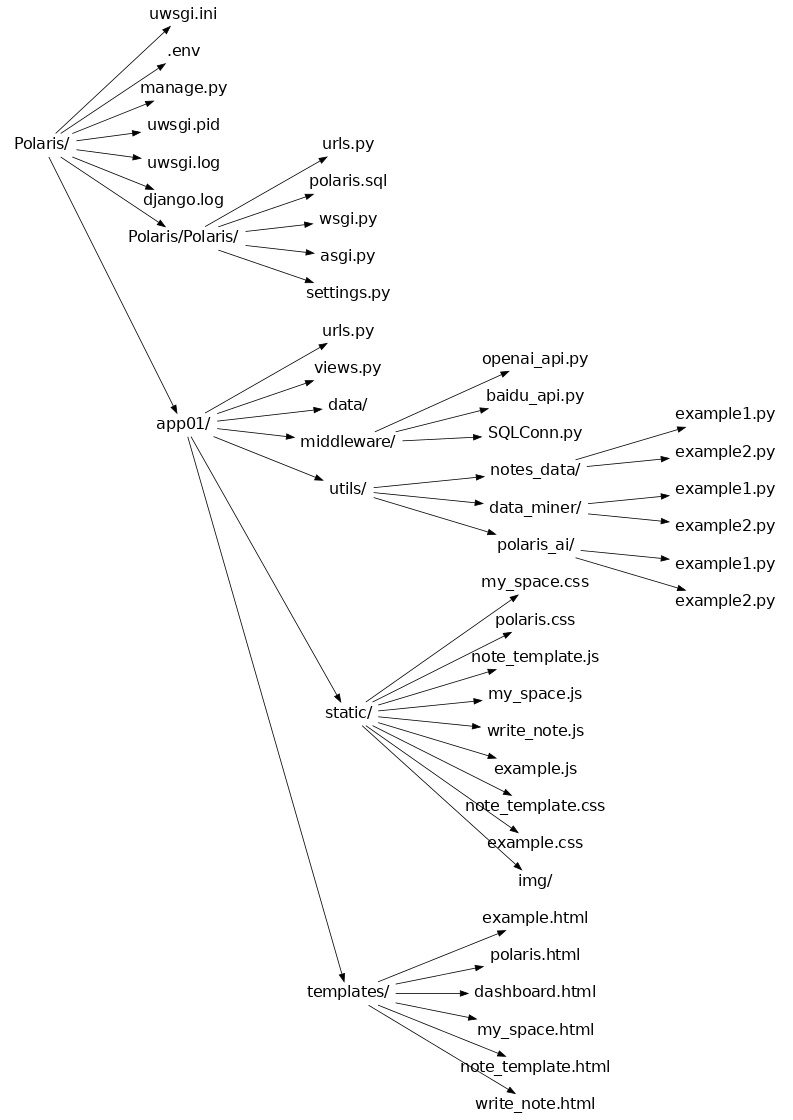 uwsgi.ini
.env
manage.py
Polaris/
uwsgi.pid
uwsgi.log
django.log
Polaris/Polaris/
urls.py
polaris.sql
wsgi.py
asgi.py
settings.py
app01/
urls.py
views.py
data/
middleware/
openai_api.py
baidu_api.py
SQLConn.py
utils/
notes_data/
example1.py
example2.py
data_miner/
example1.py
example2.py
polaris_ai/
example1.py
example2.py
static/
my_space.css
polaris.css
note_template.js
my_space.js
write_note.js
example.js
note_template.css
example.css
img/
templates/
example.html
polaris.html
dashboard.html
my_space.html
note_template.html
write_note.html